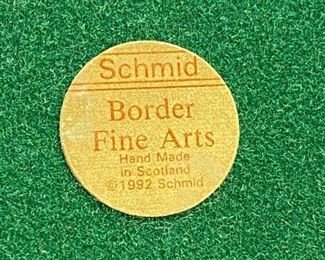 Schmid
Border
Fine Arts
Hand Made
in Scotland
©1992 Schmid